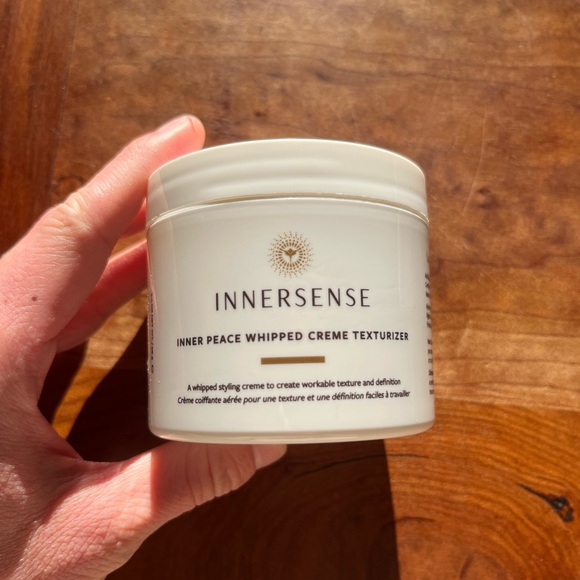 INNERSENSE
INNER PEACE WHIPPED CREME TEXTURIZER
A whipped styling creme to create workable texture and definition
Crème coiffante aérée pour une texture et une définition faciles à travailler